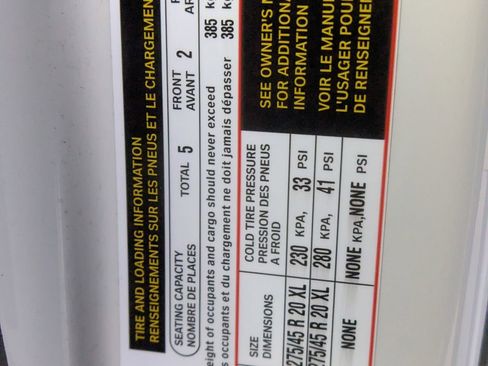 TIRE AND LOADING INFORMATION
RENSEIGNEMENTS SUR LES PNEUS ET LE CHARGEMENT
SEATING CAPACITY
NOMBRE DE PLACES
TOTAL 5
FRONT
AVANT 2
eight of occupants and cargo should never exceed 385
s occupants et du chargement ne doit jamais dépasser 385
SIZE
DIMENSIONS
COLD TIRE PRESSURE
PRESSION DES PNEUS
A FROID
SEE OWNER'S
FOR ADDITIONA
INFORMATION
VOIR LE MANUE
L'USAGER POUR
DE RENSEIGNE
275/45 R 20 XL 230 KPA, 33 PSI
275/45 R 20 XL 280 KPA, 41 PSI
NONE NONE KPA, NONE PSI